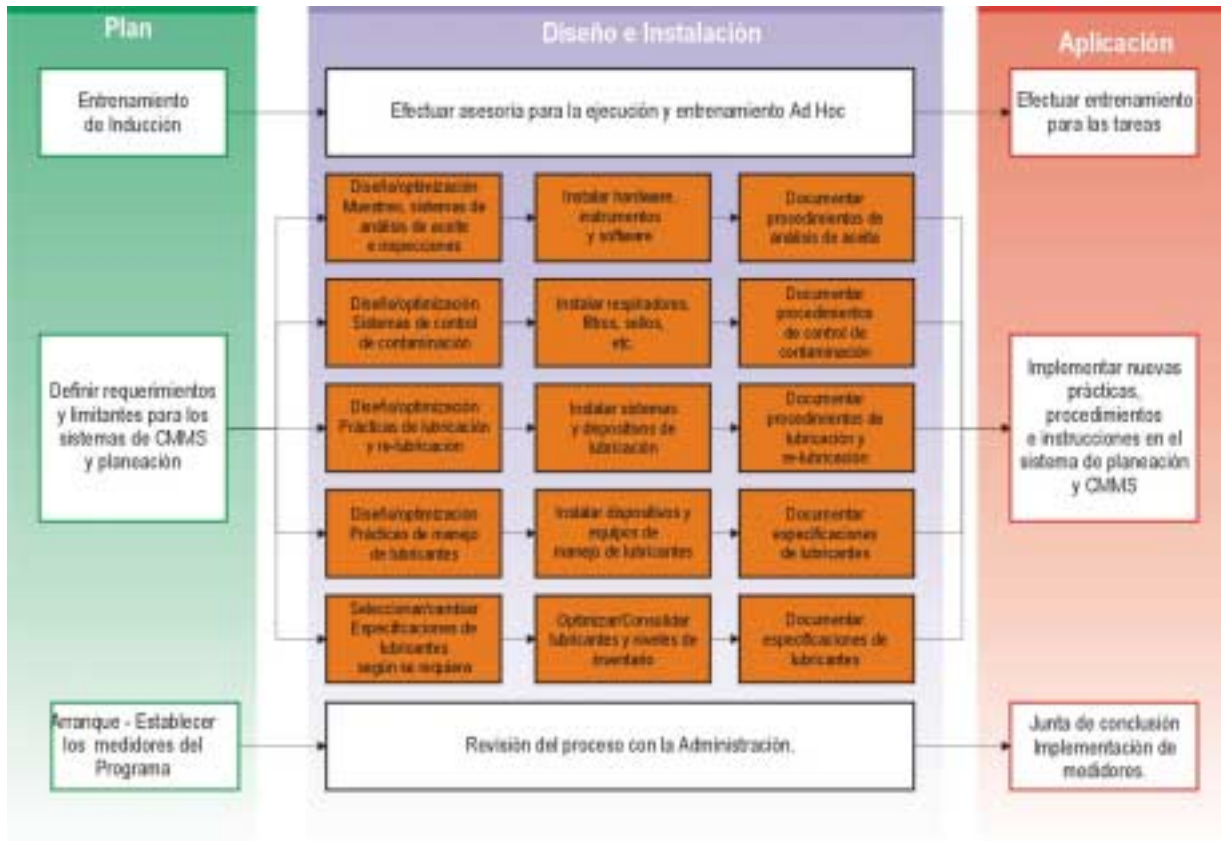 Plan
Diseño e Instalación
Aplicación
Entrenamiento
de Inducción
Efectuar asesoría para la ejecución y entrenamiento Ad Hoc
Efectuar entrenamiento
para las tareas
Diseño/optimización
Muestreo, sistemas de
análisis de aceite
e inspecciones
Instalar hardware,
instrumentos
y software
Documentar
procedimientos de
análisis de aceite
Diseño/optimización
Sistemas de control
de contaminación
Instalar respiradores,
filtros, sellos,
etc.
Documentar
procedimientos
de control de
contaminación
Definir requerimientos
y limitantes para los
sistemas de CMMS
y planeación
Diseño/optimización
Prácticas de lubricación
y re-lubricación
Instalar sistemas
y dispositivos de
lubricación
Documentar
procedimientos de
lubricación y
re-lubricación
Implementar nuevas
prácticas,
procedimientos
e instrucciones en el
sistema de planeación
y CMMS
Diseño/optimización
Prácticas de manejo
de lubricantes
Instalar dispositivos y
equipos de
manejo de lubricantes
Documentar
especificaciones
de lubricantes
Seleccionar/cambiar
Especificaciones de
lubricantes
según se requiera
Optimizar/Consolidar
lubricantes y niveles de
inventario
Documentar
especificaciones de
lubricantes
Arranque - Establecer
los medidores del
Programa
Revisión del proceso con la Administración.
Junta de conclusión
Implementación de
medidores.